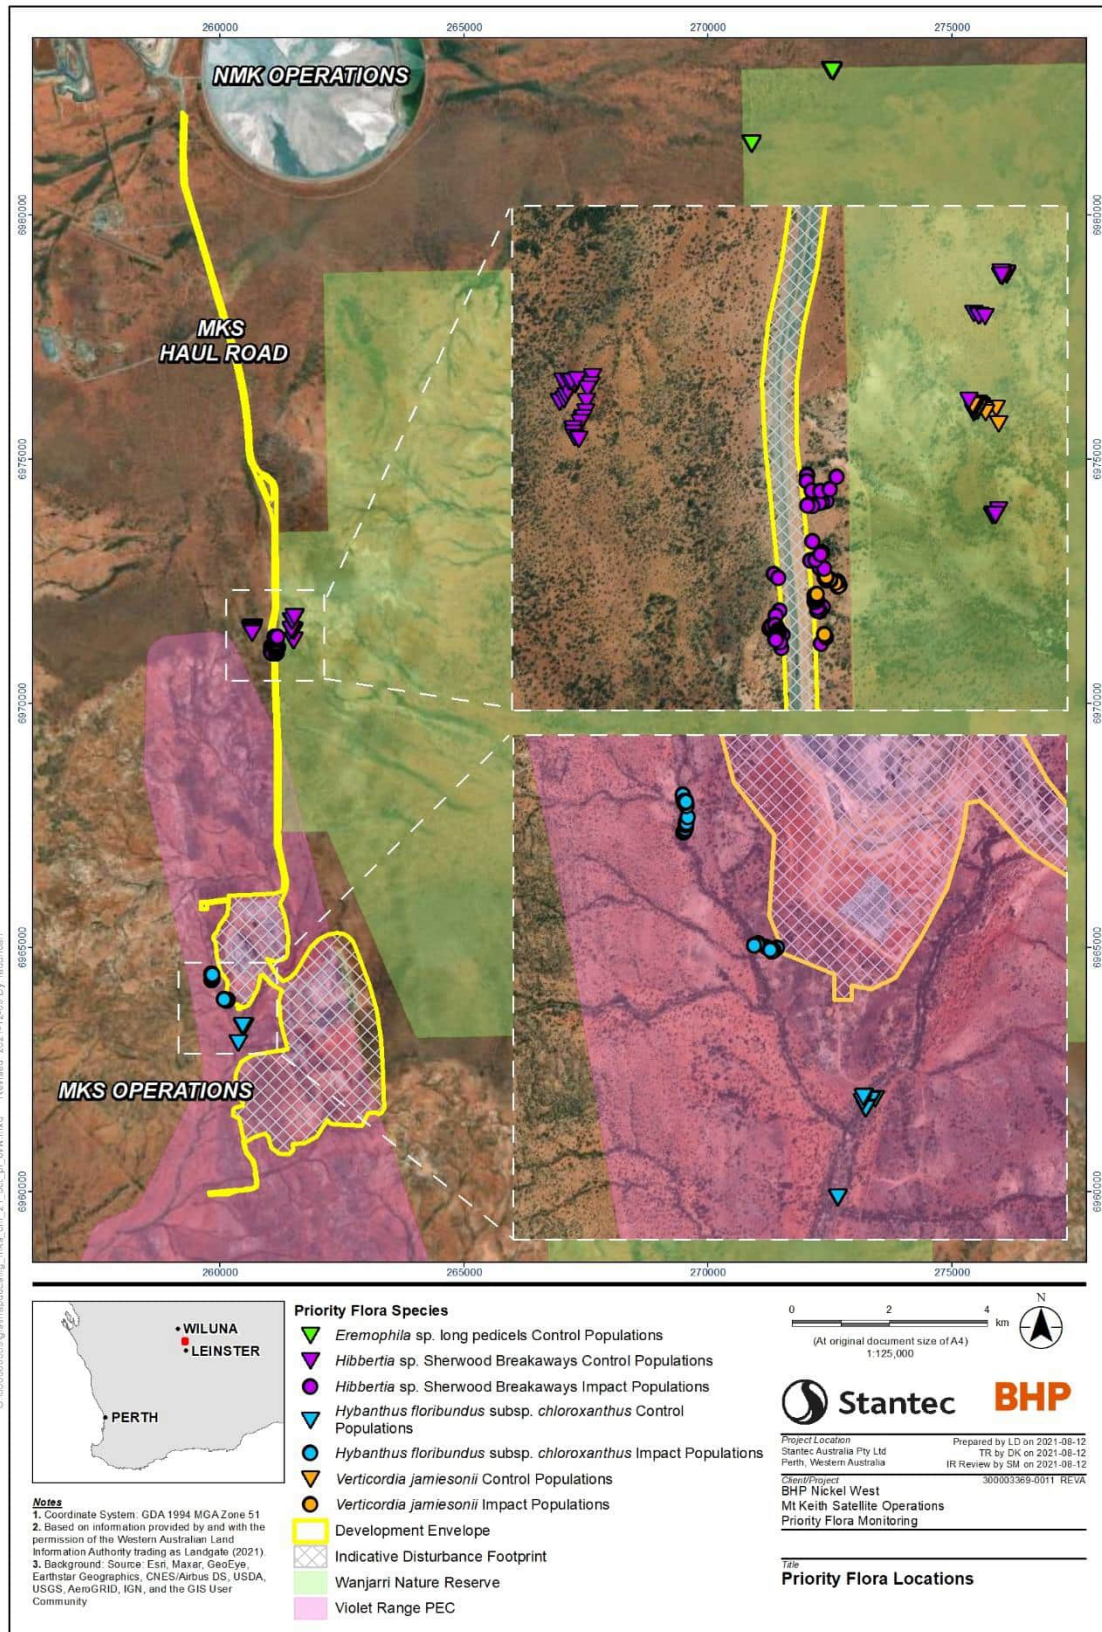 260000
265000
270000
275000
NMK OPERATIONS
6980000
6980000
MKS
HAUL ROAD
6975000
6975000
6970000
6970000
6965000
6965000
MKS OPERATIONS
6960000
6960000
260000
265000
270000
275000
WILUNA
LEINSTER
PERTH
Notes
1. Coordinate System: GDA 1994 MGA Zone 51
2. Based on information provided by and with the
permission of the Western Australian Land
Information Authority trading as Landgate (2021).
3. Background: Source: Esri, Maxar, GeoEye,
Earthstar Geographics, CNES/Airbus DS, USDA,
USGS, AeroGRID, IGN, and the GIS User
Community
Priority Flora Species
Eremophila sp. long pedicels Control Populations
Hibbertia sp. Sherwood Breakaways Control Populations
Hibbertia sp. Sherwood Breakaways Impact Populations
Hybanthus floribundus subsp. chloroxanthus Control
Populations
Hybanthus floribundus subsp. chloroxanthus Impact Populations
Verticordia jamiesonii Control Populations
Verticordia jamiesonii Impact Populations
Development Envelope
Indicative Disturbance Footprint
Wanjarri Nature Reserve
Violet Range PEC
0 2 4
km
N
(At original document size of A4)
1:125,000
Stantec
BHP
Project Location
Stantec Australia Pty Ltd
Perth, Western Australia
Prepared by LD on 2021-08-12
TR by DK on 2021-08-12
IR Review by SM on 2021-08-12
Client/Project
300003369-0011 REVA
BHP Nickel West
Mt Keith Satellite Operations
Priority Flora Monitoring
Title
Priority Flora Locations